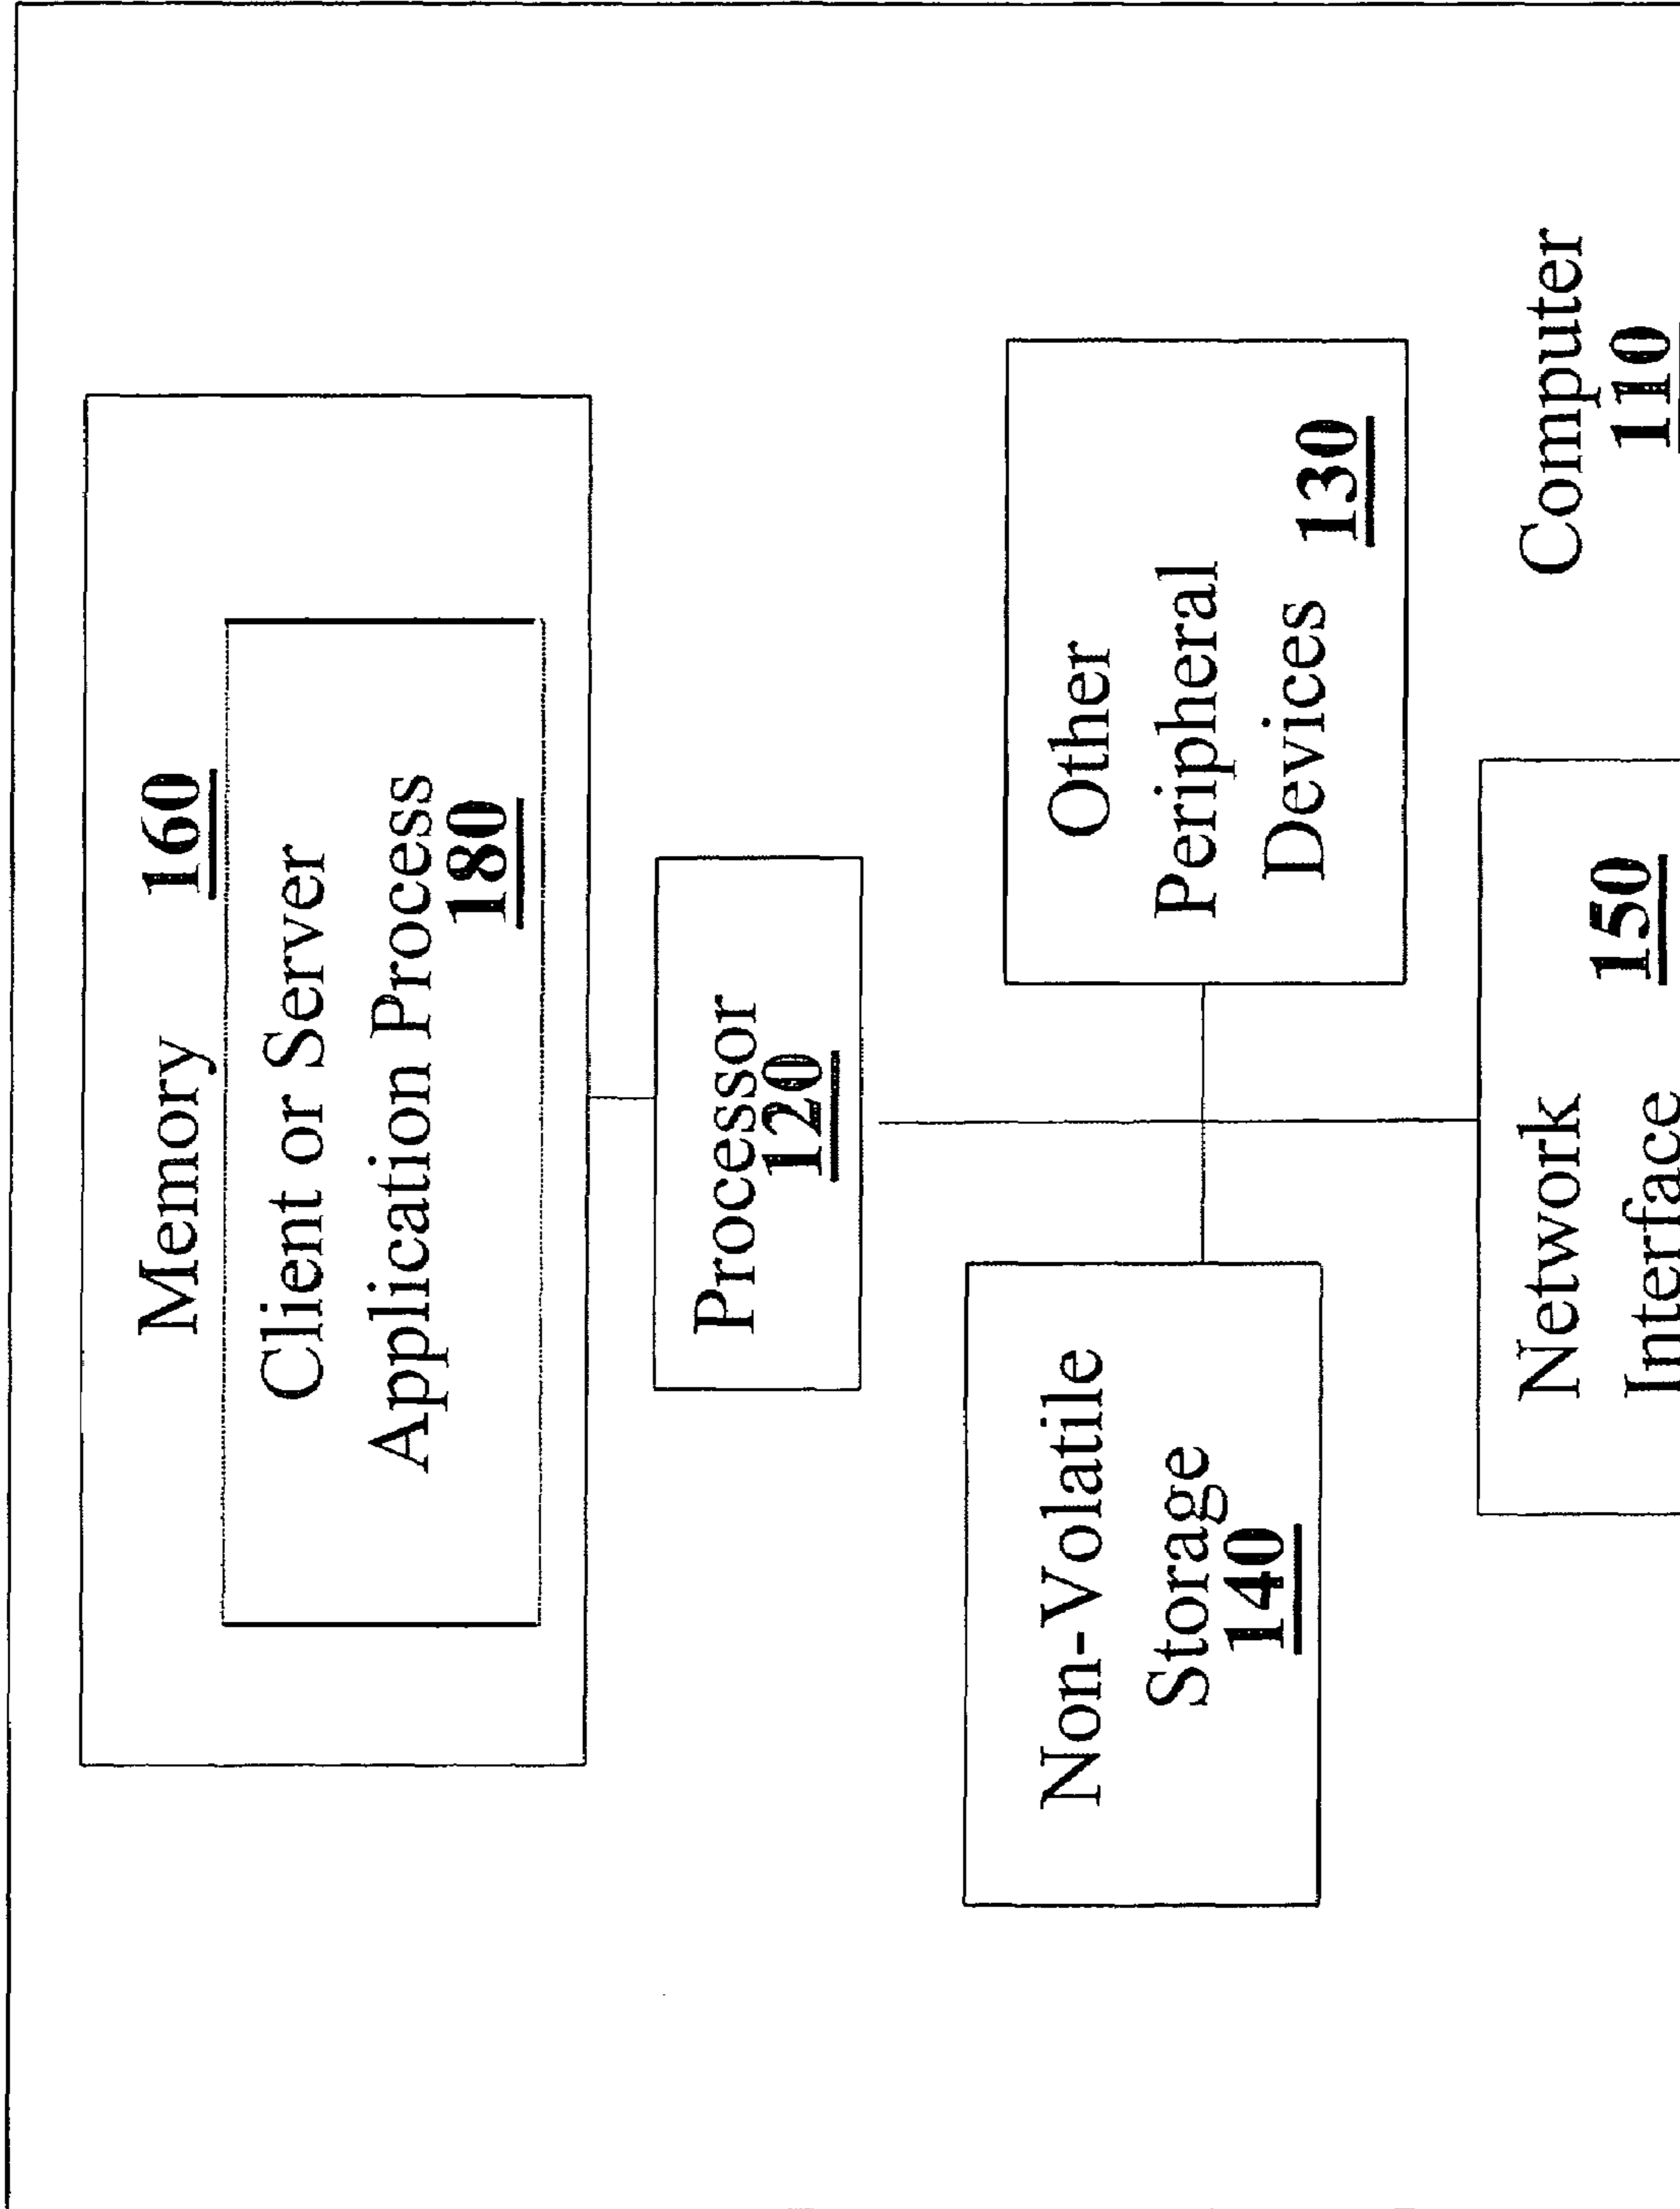 Memory 160
Client or Server
Application Process
180
Processor
120
Non-Volatile
Storage
140
Other
Peripheral
Devices 130
Network
150
Interface
Computer
110